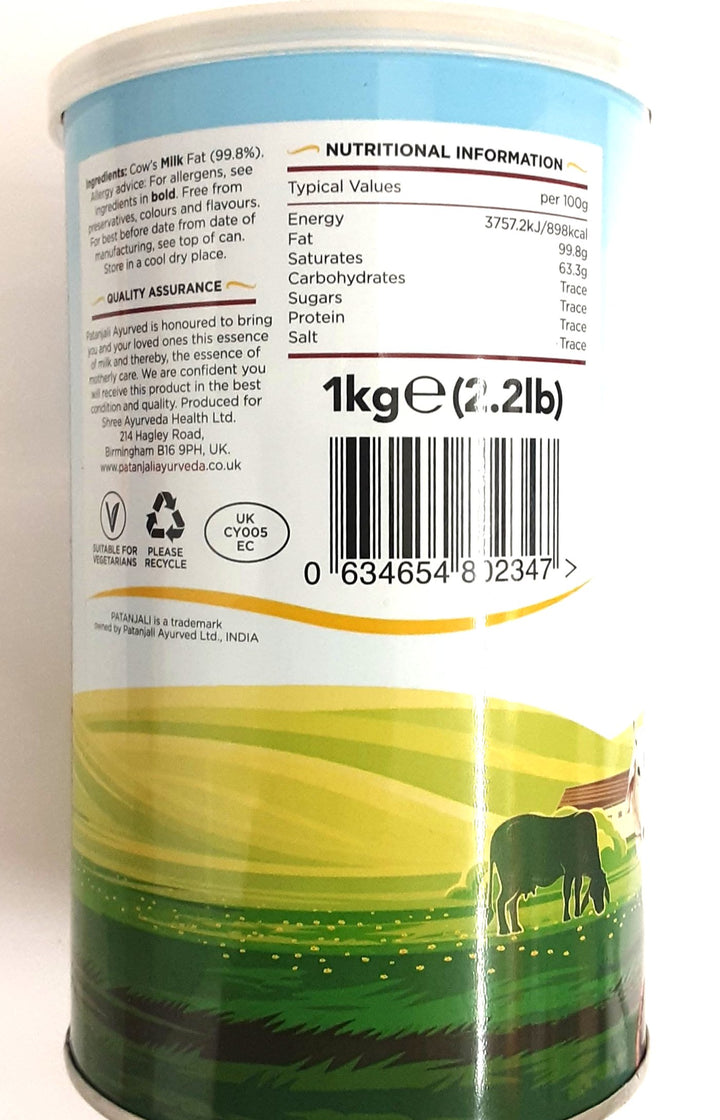 Ingredients: Cow's Milk Fat (99.8%).
Allergy advice: For allergens, see
ingredients in bold. Free from
preservatives, colours and flavours.
For best before date from date of
manufacturing, see top of can.
Store in a cool dry place.
QUALITY ASSURANCE
Patanjali Ayurved is honoured to bring
you and your loved ones this essence
of milk and thereby, the essence of
motherly care. We are confident you
will receive this product in the best
condition and quality. Produced for
Shree Ayurveda Health Ltd.
214 Hagley Road,
Birmingham B16 9PH, UK.
www.patanjaliayurveda.co.uk
SUITABLE FOR
VEGETARIANS
PLEASE
RECYCLE
UK
CY005
EC
PATANJALI is a trademark
owned by Patanjali Ayurved Ltd., INDIA
NUTRITIONAL INFORMATION
Typical Values per 100g
Energy 3757.2kJ/898kcal
Fat 99.8g
Saturates 63.3g
Carbohydrates Trace
Sugars Trace
Protein Trace
Salt Trace
1kg℮(2.2lb)
0 634654 802347 >